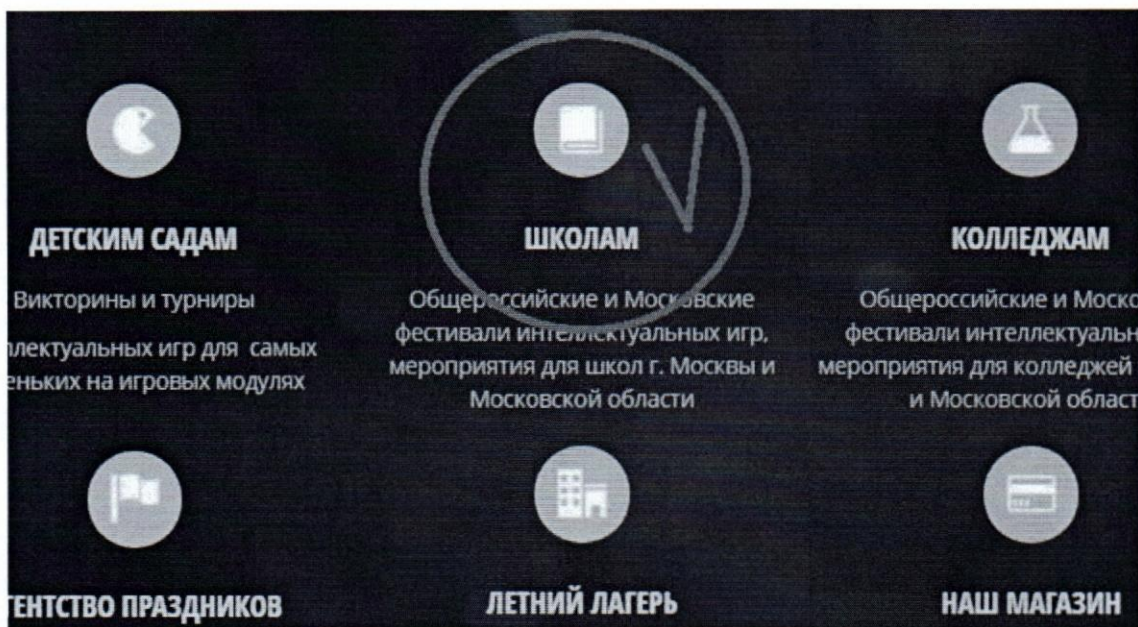 ДЕТСКИМ САДАМ
Викторины и турниры
для самых
на игровых модулях
ШКОЛАМ
Общероссийские и Московские
фестивали интеллектуальных игр,
мероприятия для школ г. Москвы и
Московской области
КОЛЛЕДЖАМ
Общероссийские и
фестивали
мероприятия для колледжей
и Московской
ПРАЗДНИКОВ
ЛЕТНИЙ ЛАГЕРЬ
НАШ МАГАЗИН